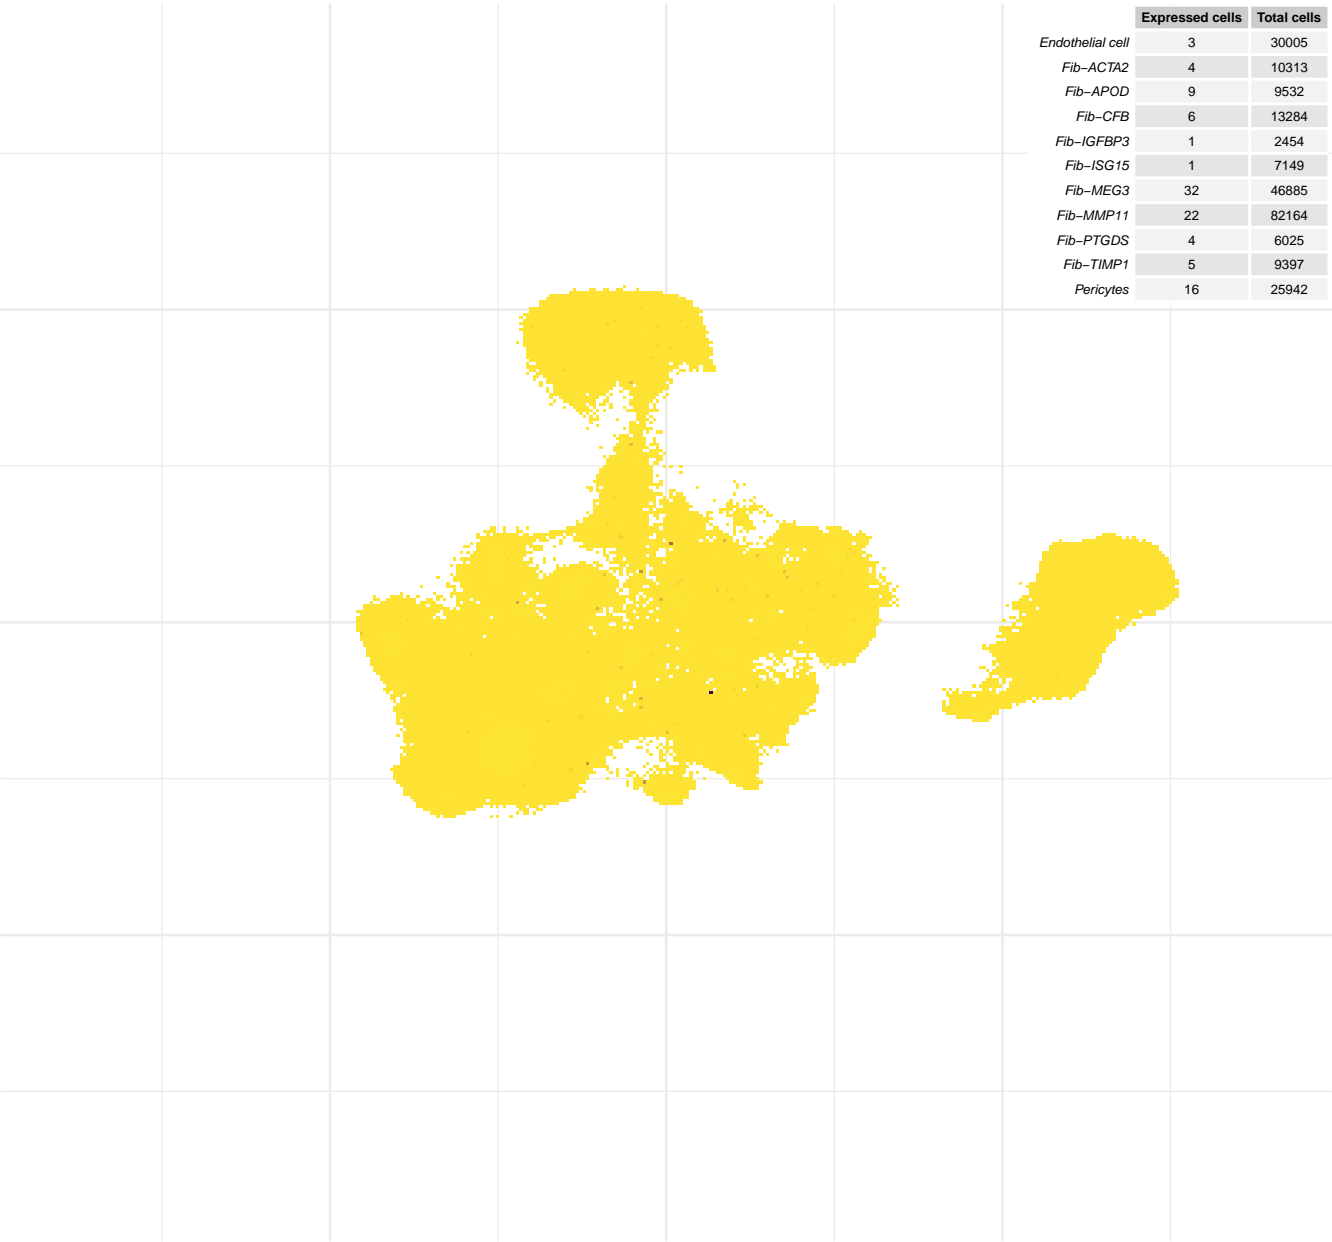 Expressed cells Total cells
Endothelial cell 3 30005
Fib−ACTA2 4 10313
Fib−APOD 9 9532
Fib−CFB 6 13284
Fib−IGFBP3 1 2454
Fib−ISG15 1 7149
Fib−MEG3 32 46885
Fib−MMP11 22 82164
Fib−PTGDS 4 6025
Fib−TIMP1 5 9397
Pericytes 16 25942